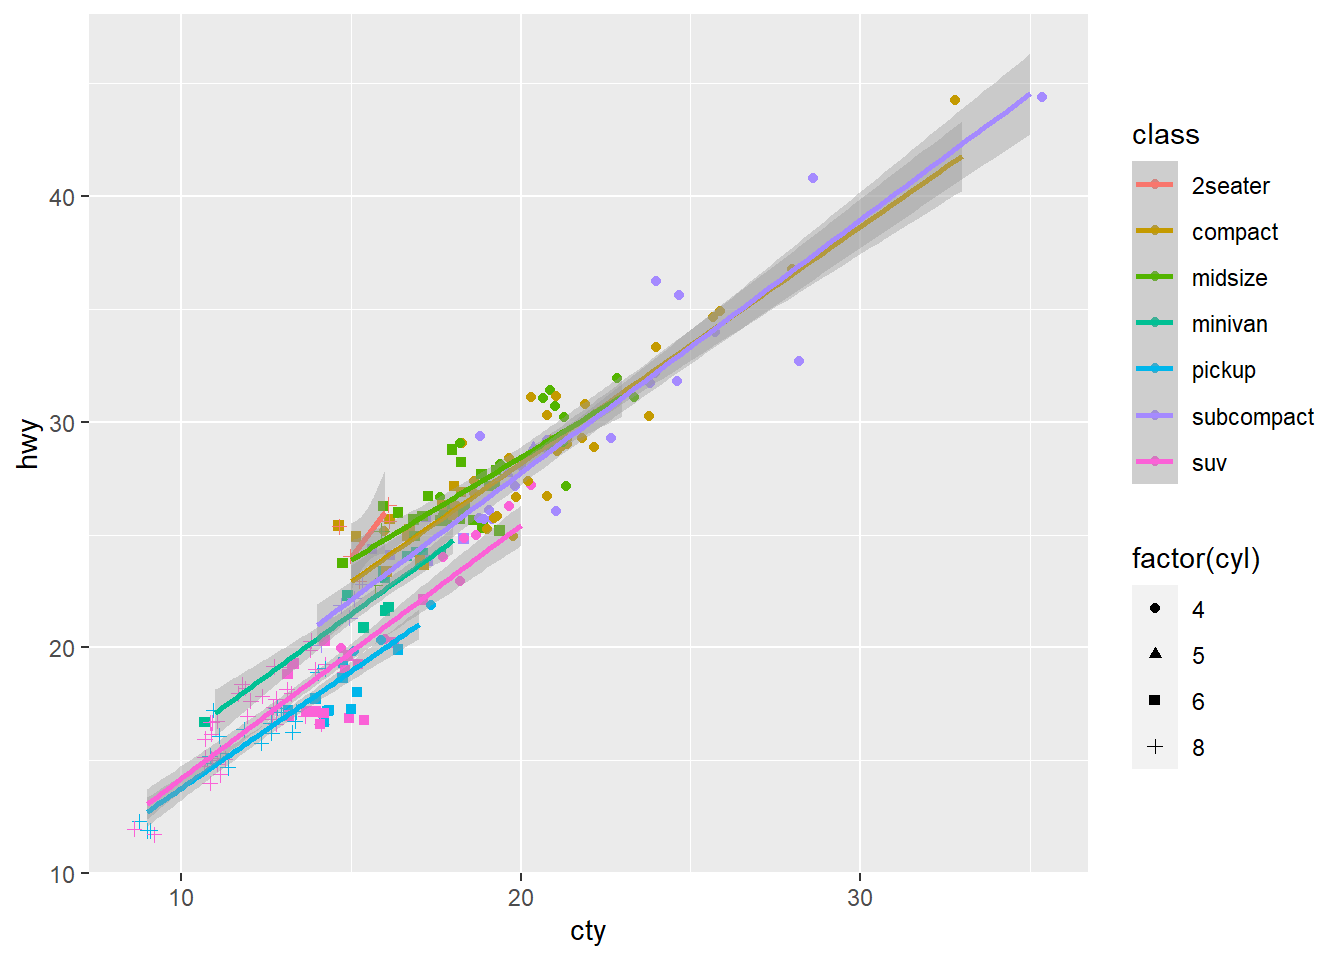 hwy
40
30
20
10
10 20 30
cty
class
2seater
compact
midsize
minivan
pickup
subcompact
suv
factor(cyl)
4
5
6
8